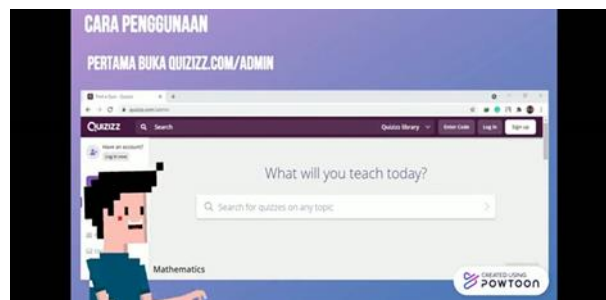 CARA PENGGUNAAN
PERTAMA BUKA QUIZIZZ.COM/ADMIN
QUIZIZZ
Search
Quizizz library
Enter Code
Log in
Sign up
Have an account?
Log in now
What will you teach today?
Search for quizzes on any topic
Mathematics
CREATED USING
POWTOON